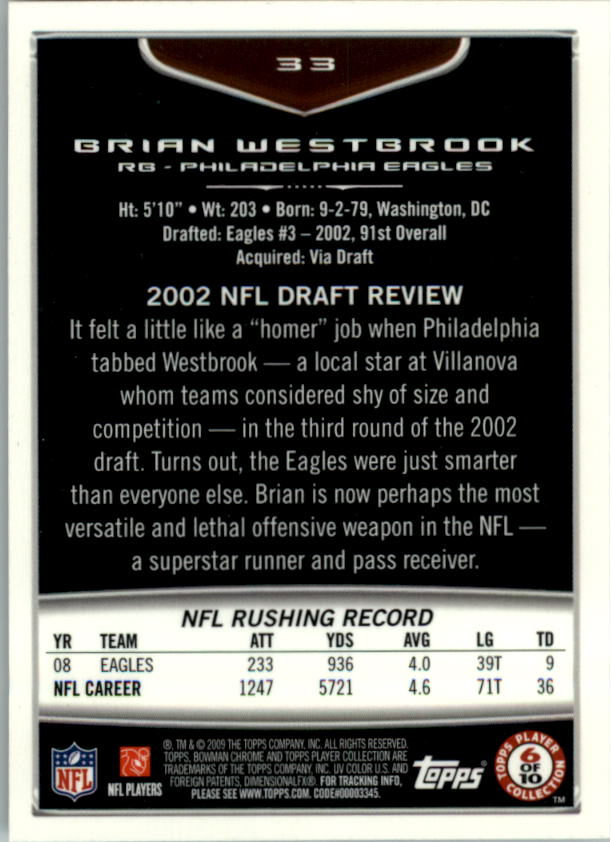 33
BRIAN WESTBROOK
RB - PHILADELPHIA EAGLES
Ht: 5'10" • Wt: 203 • Born: 9-2-79, Washington, DC
Drafted: Eagles #3 – 2002, 91st Overall
Acquired: Via Draft
2002 NFL DRAFT REVIEW
It felt a little like a “homer” job when Philadelphia
tabbed Westbrook — a local star at Villanova
whom teams considered shy of size and
competition — in the third round of the 2002
draft. Turns out, the Eagles were just smarter
than everyone else. Brian is now perhaps the most
versatile and lethal offensive weapon in the NFL —
a superstar runner and pass receiver.
NFL RUSHING RECORD
YR TEAM ATT YDS AVG LG TD
08 EAGLES 233 936 4.0 39T 9
NFL CAREER 1247 5721 4.6 71T 36
®, TM & © 2009 THE TOPPS COMPANY, INC. ALL RIGHTS RESERVED.
TOPPS, BOWMAN CHROME AND TOPPS PLAYER COLLECTION ARE
TRADEMARKS OF THE TOPPS COMPANY, INC. UV COLOR U.S. AND
FOREIGN PATENTS, DIMENSIONALFX® FOR TRACKING INFO,
PLEASE SEE WWW.TOPPS.COM. CODE#00003345.
NFL
NFL PLAYERS
Topps®
TOPPS PLAYER COLLECTION
6
OF
10
TM